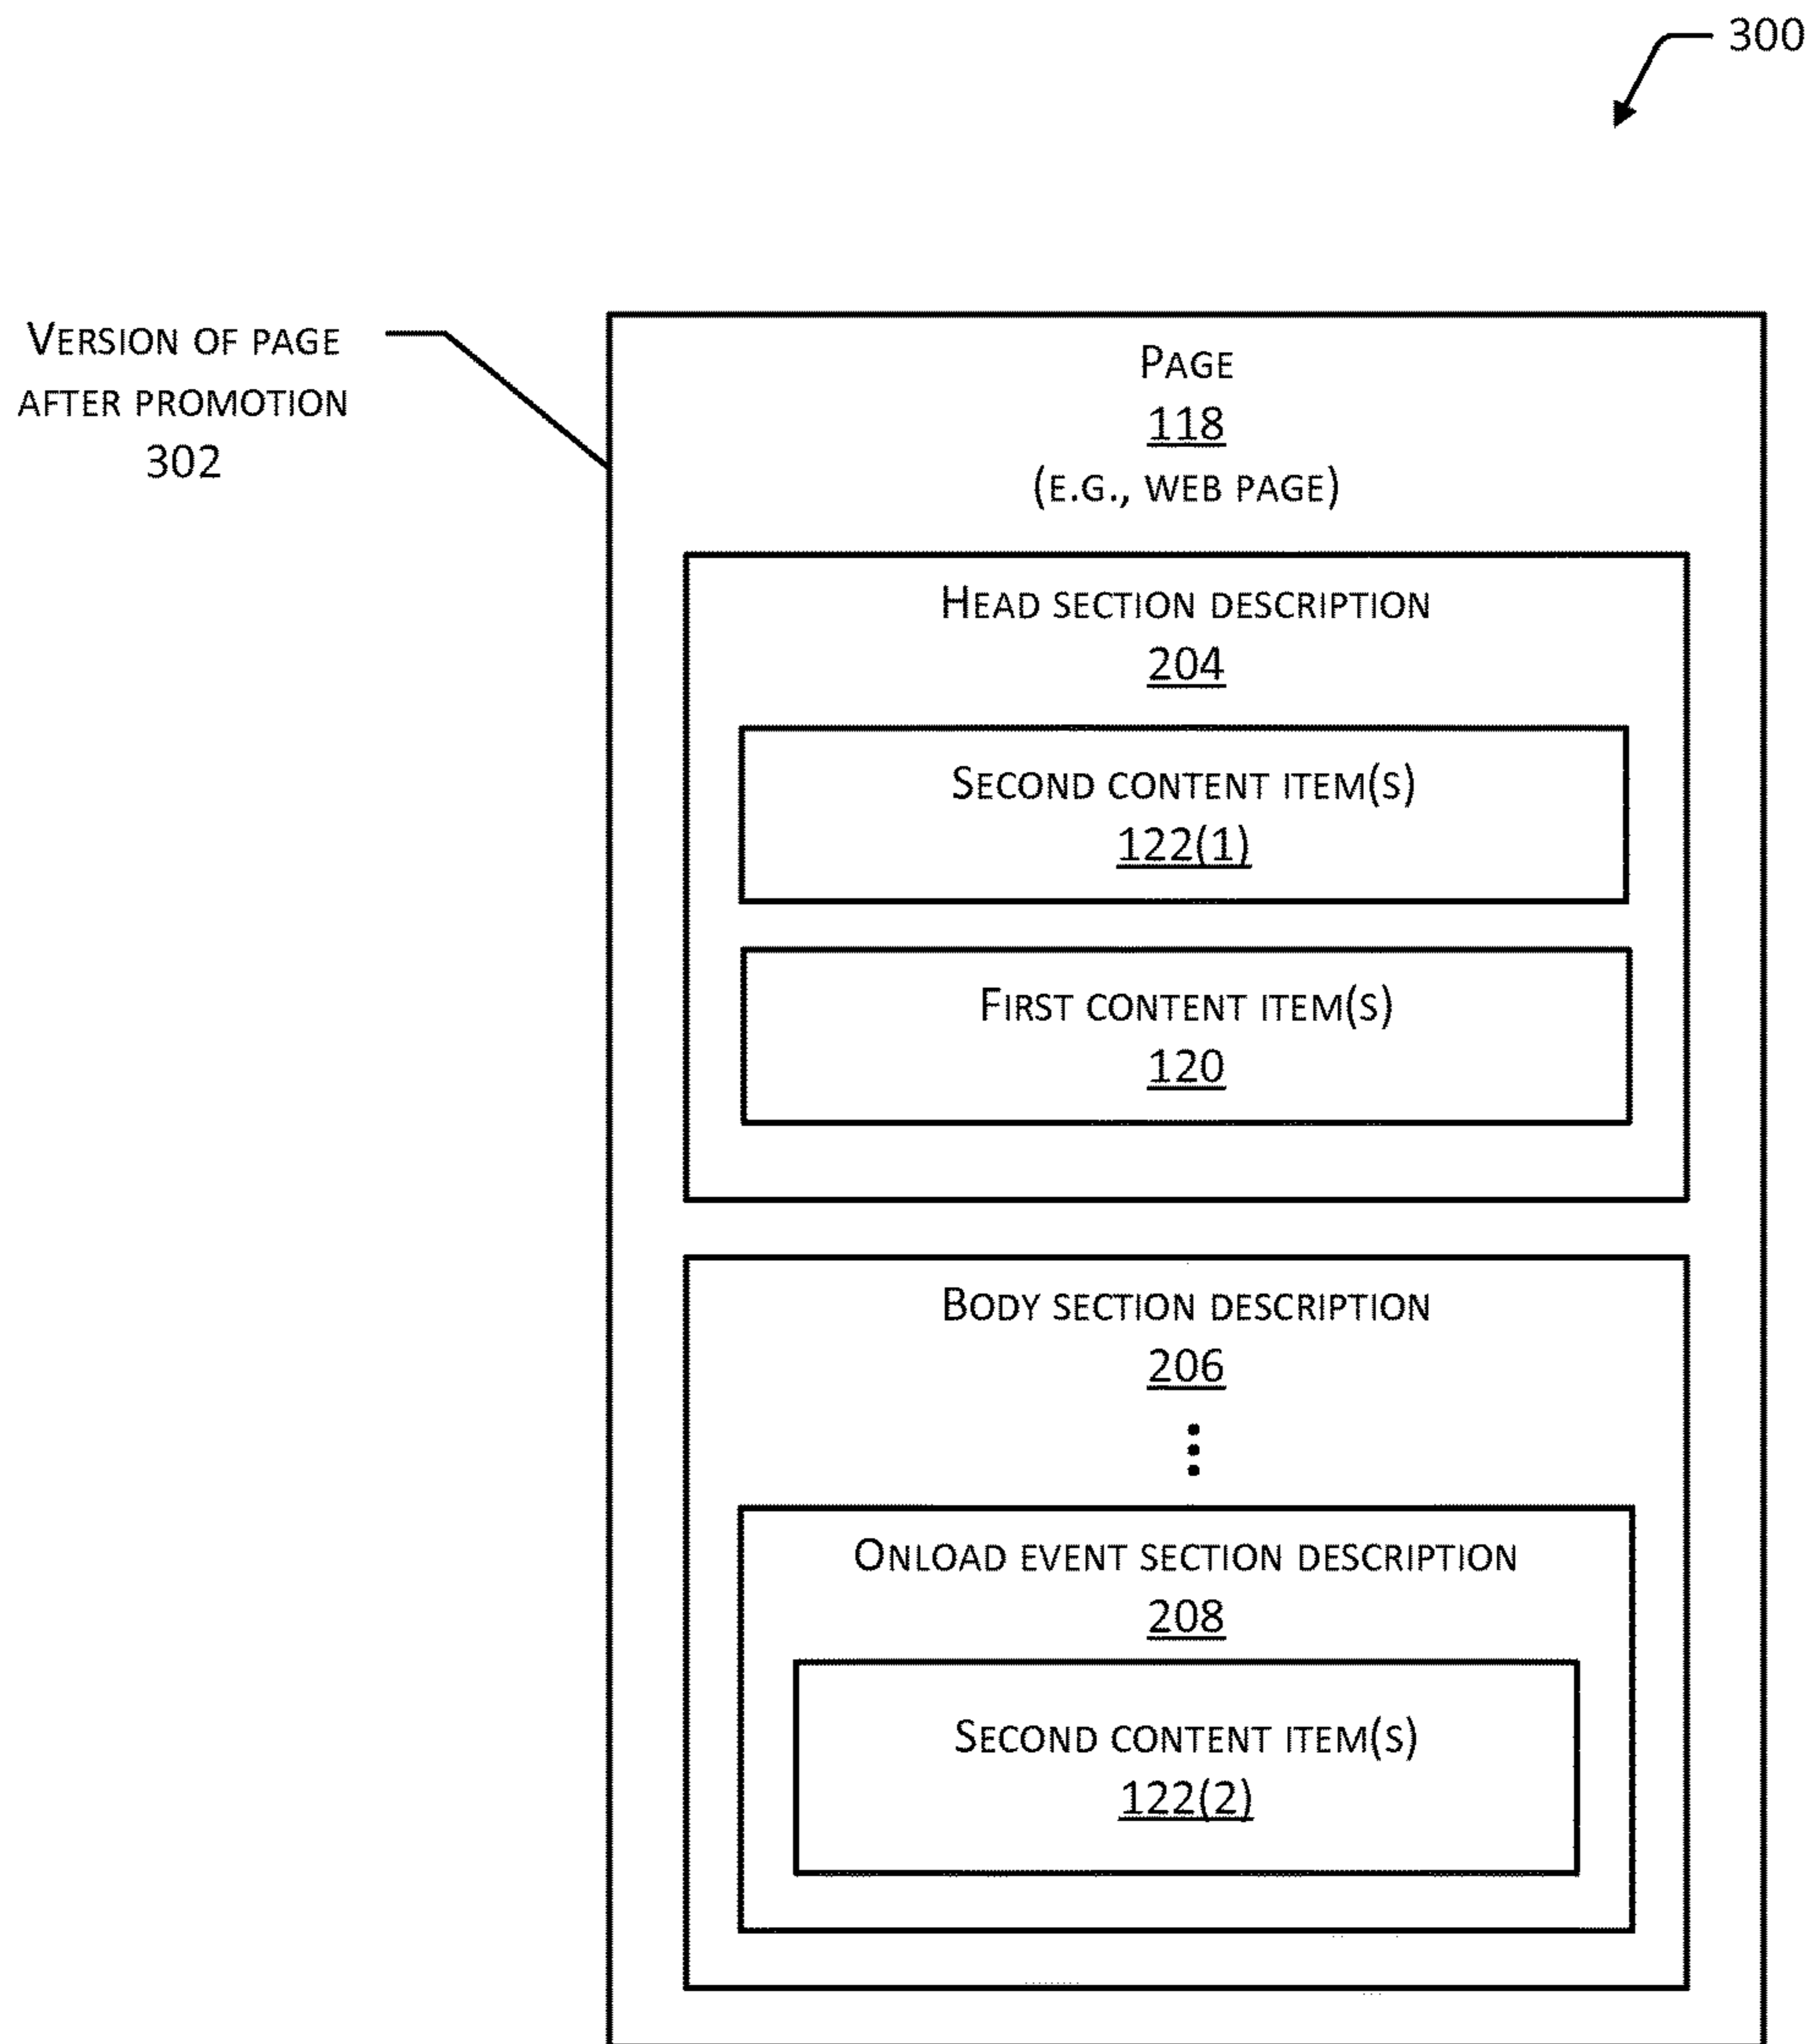 300
VERSION OF PAGE
AFTER PROMOTION
302
PAGE
118
(E.G., WEB PAGE)
HEAD SECTION DESCRIPTION
204
SECOND CONTENT ITEM(S)
122(1)
FIRST CONTENT ITEM(S)
120
BODY SECTION DESCRIPTION
206
ONLOAD EVENT SECTION DESCRIPTION
208
SECOND CONTENT ITEM(S)
122(2)